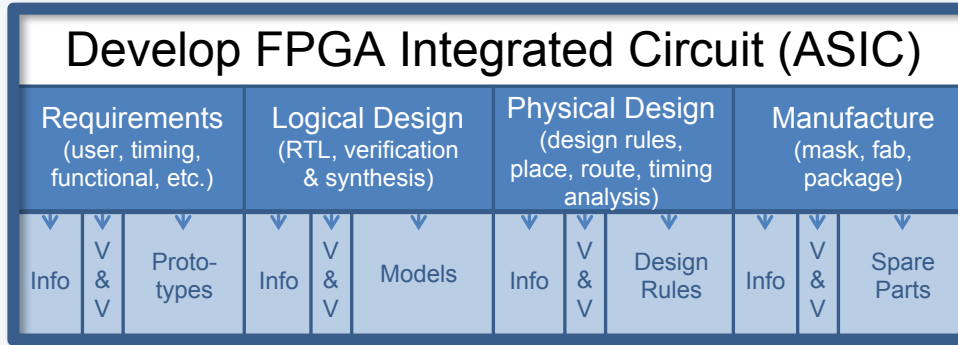 Develop FPGA Integrated Circuit (ASIC)
Requirements
(user, timing,
functional, etc.)
Logical Design
(RTL, verification
& synthesis)
Physical Design
(design rules,
place, route, timing
analysis)
Manufacture
(mask, fab,
package)
Info
V
&
V
Proto-
types
Info
V
&
V
Models
Info
V
&
V
Design
Rules
Info
V
&
V
Spare
Parts